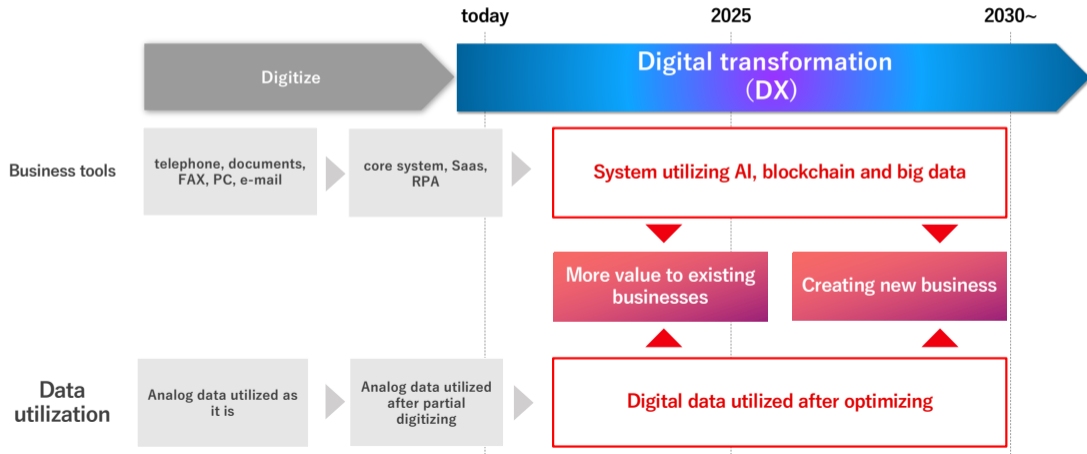 today
2025
2030~
Digitize
Digital transformation
(DX)
Business tools
telephone, documents,
FAX, PC, e-mail
core system, Saas,
RPA
System utilizing AI, blockchain and big data
More value to existing
businesses
Creating new business
Data
utilization
Analog data utilized as
it is
Analog data utilized
after partial
digitizing
Digital data utilized after optimizing